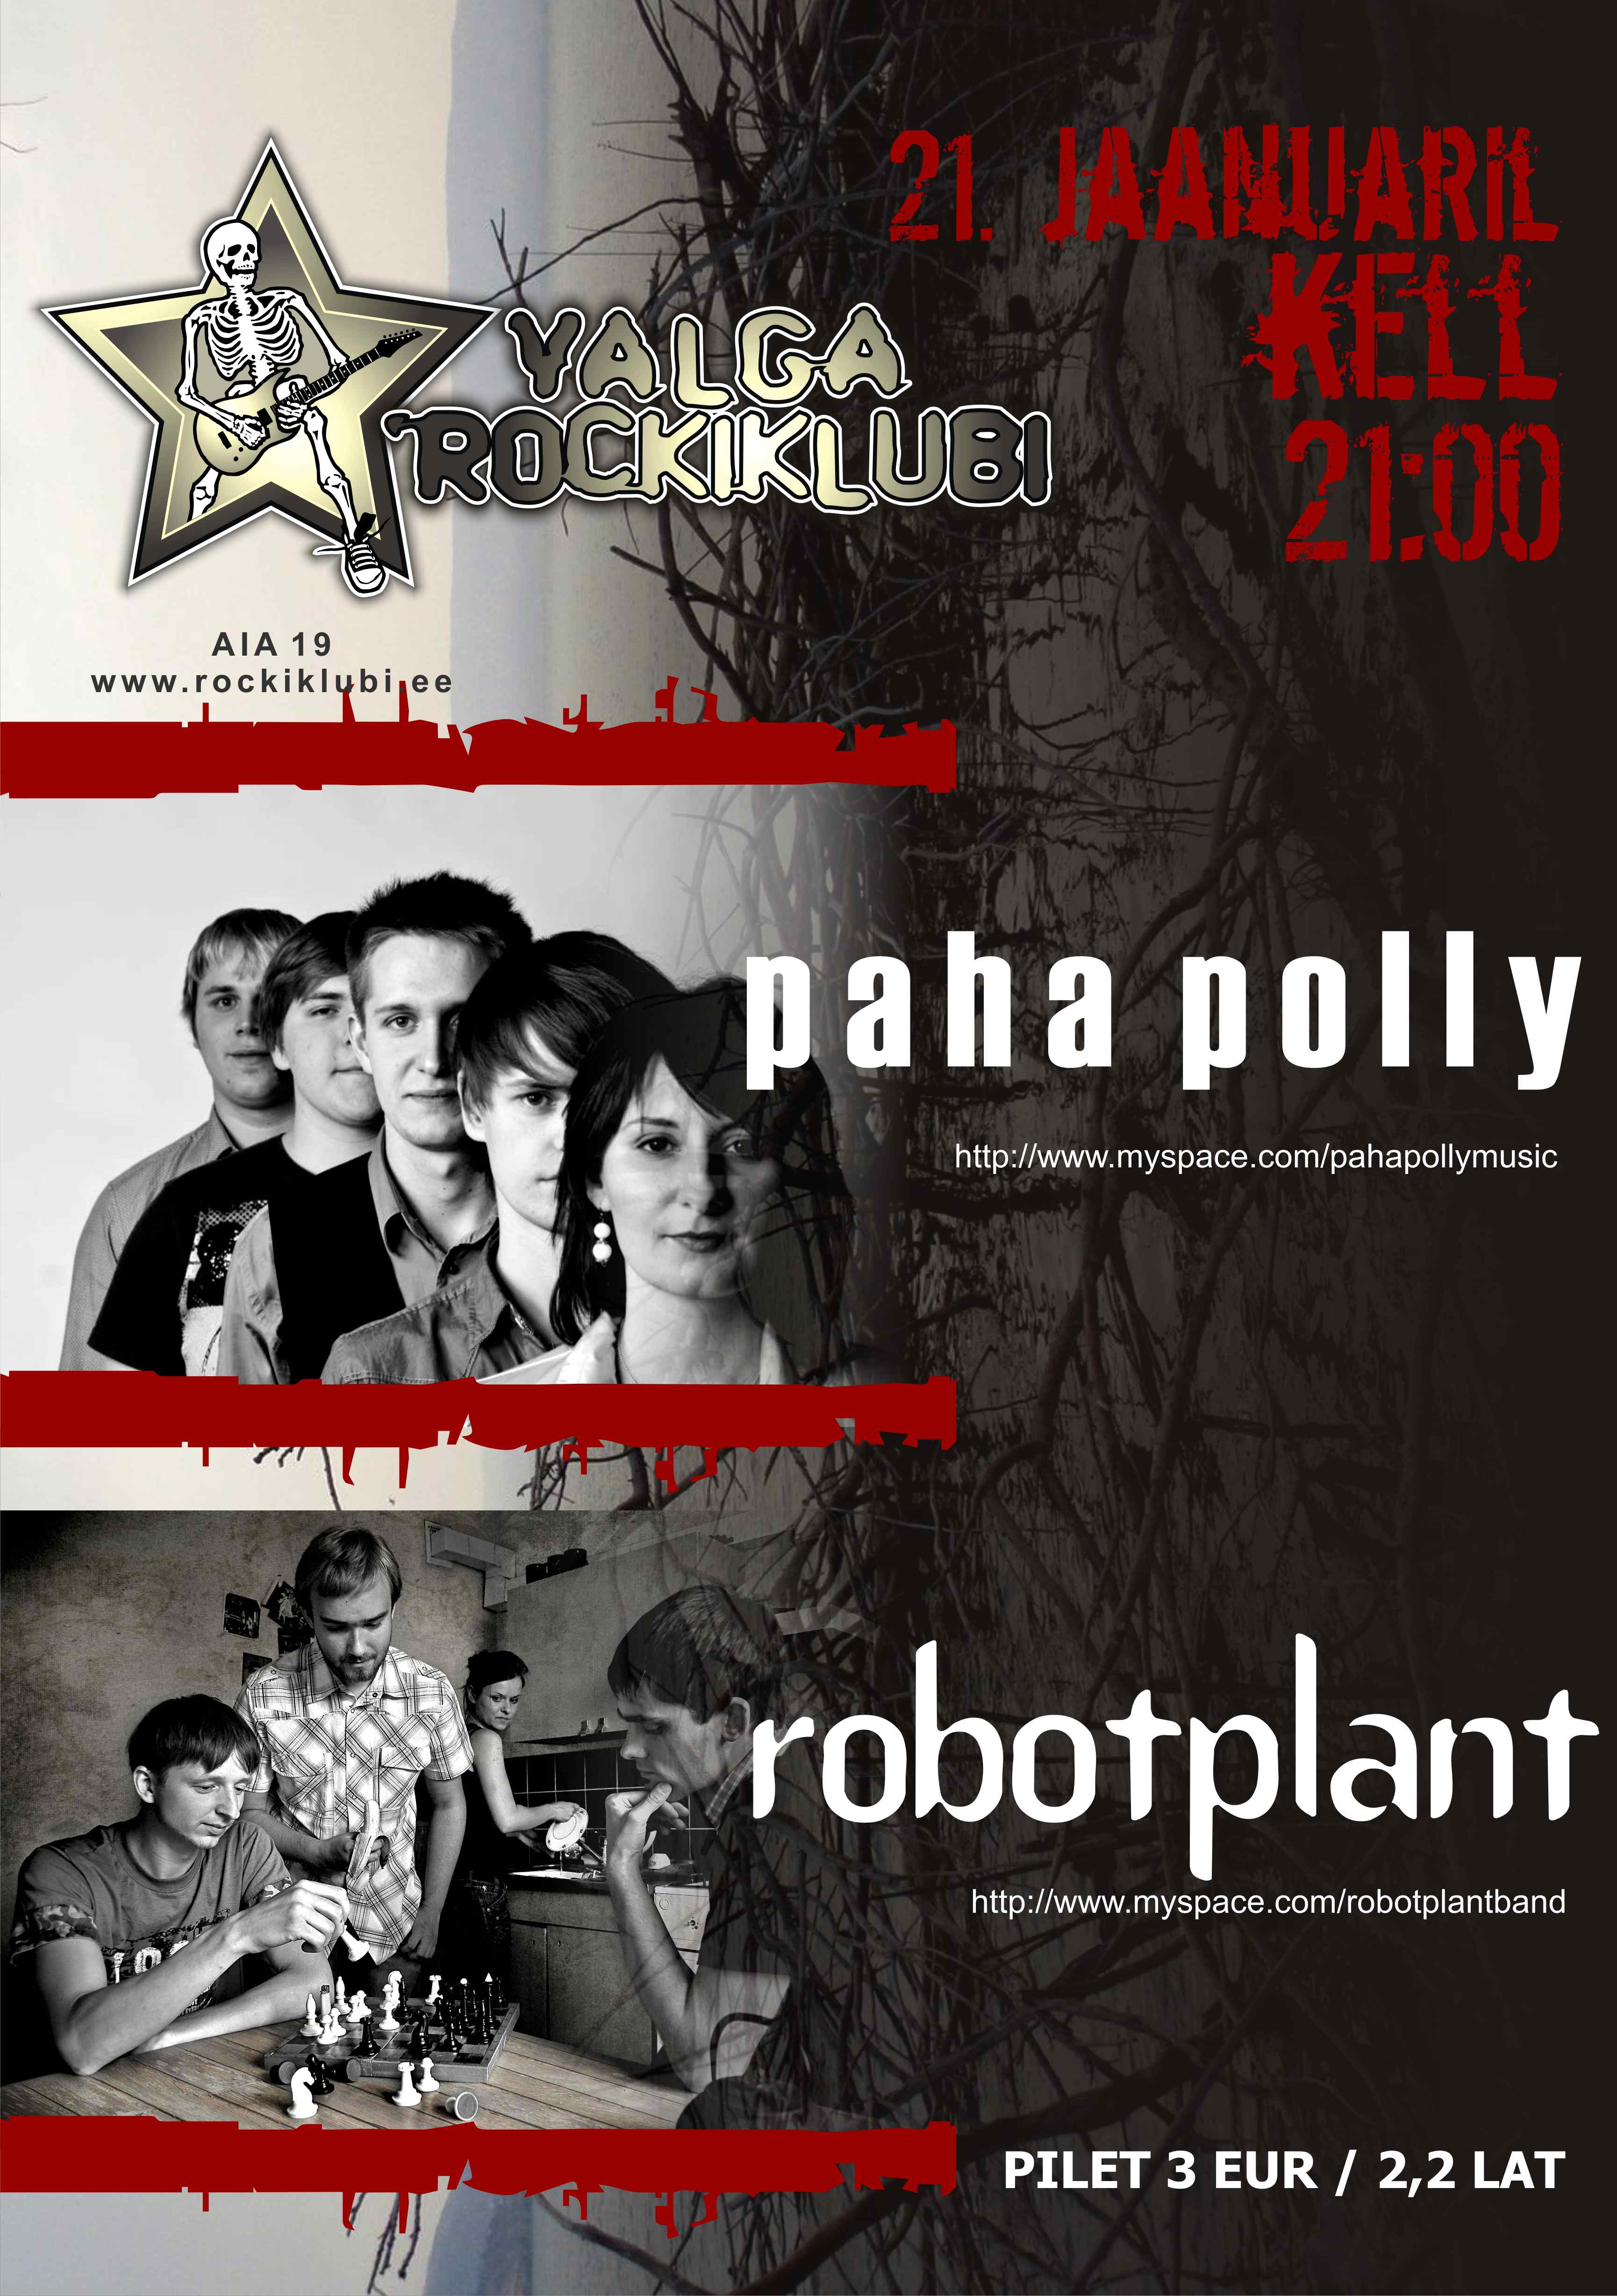 21. JAANUARIL
KELL
21:00
VALGA
ROCKIKLUBI
AIA 19
www.rockiklubi.ee
paha polly
http://www.myspace.com/pahapollymusic
robotplant
http://www.myspace.com/robotplantband
PILET 3 EUR / 2,2 LAT